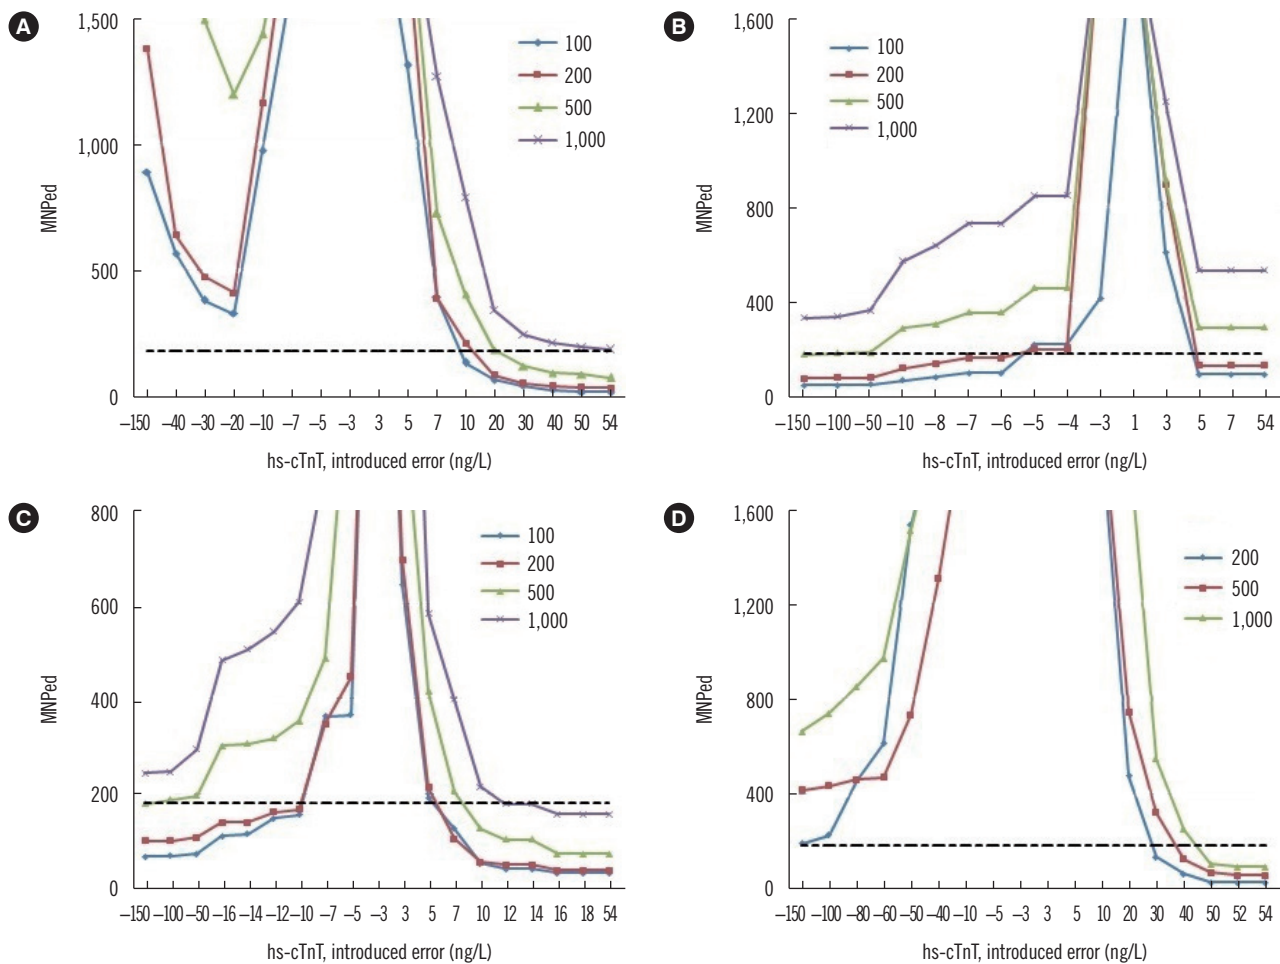 A
1,500
1,000
500
0
MNPed
100
200
500
1,000
–150 –40 –30 –20 –10 –7 –5 –3 3 5 7 10 20 30 40 50 54
hs-cTnT, introduced error (ng/L)
B
1,600
1,200
800
400
0
MNPed
100
200
500
1,000
–150 –100 –50 –10 –8 –7 –6 –5 –4 –3 1 3 5 7 54
hs-cTnT, introduced error (ng/L)
C
800
600
400
200
0
MNPed
100
200
500
1,000
–150 –100 –50 –16 –14 –12 –10 –7 –5 –3 3 5 7 10 12 14 16 18 54
hs-cTnT, introduced error (ng/L)
D
1,600
1,200
800
400
0
MNPed
200
500
1,000
–150 –100 –80 –60 –50 –40 –10 –5 –3 3 5 10 20 30 40 50 52 54
hs-cTnT, introduced error (ng/L)